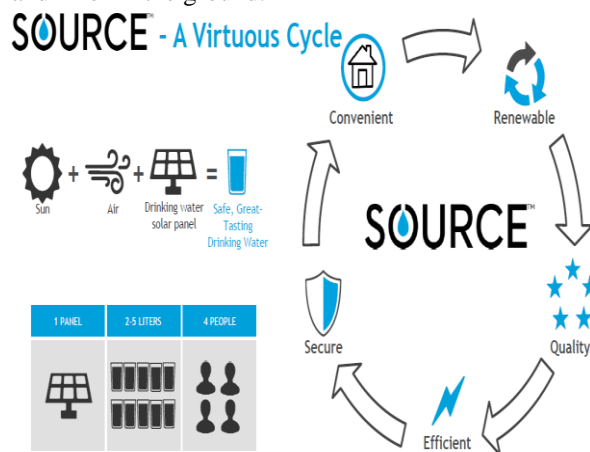 SOURCE™ - A Virtuous Cycle
Convenient
Renewable
Sun
Air
Drinking water
solar panel
Safe, Great-
Tasting
Drinking Water
SOURCE™
1 PANEL
2-5 LITERS
4 PEOPLE
Secure
Quality
Efficient